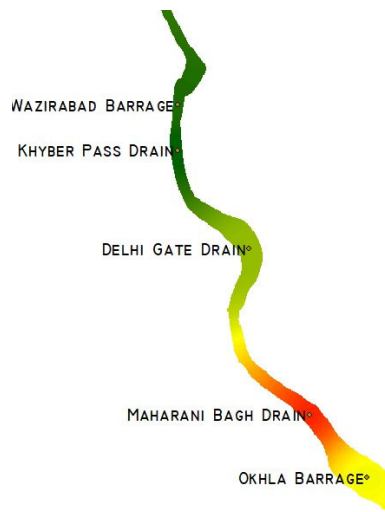 WAZIRABAD BARRAGE
KHYBER PASS DRAIN
DELHI GATE DRAIN
MAHARANI BAGH DRAIN
OKHLA BARRAGE